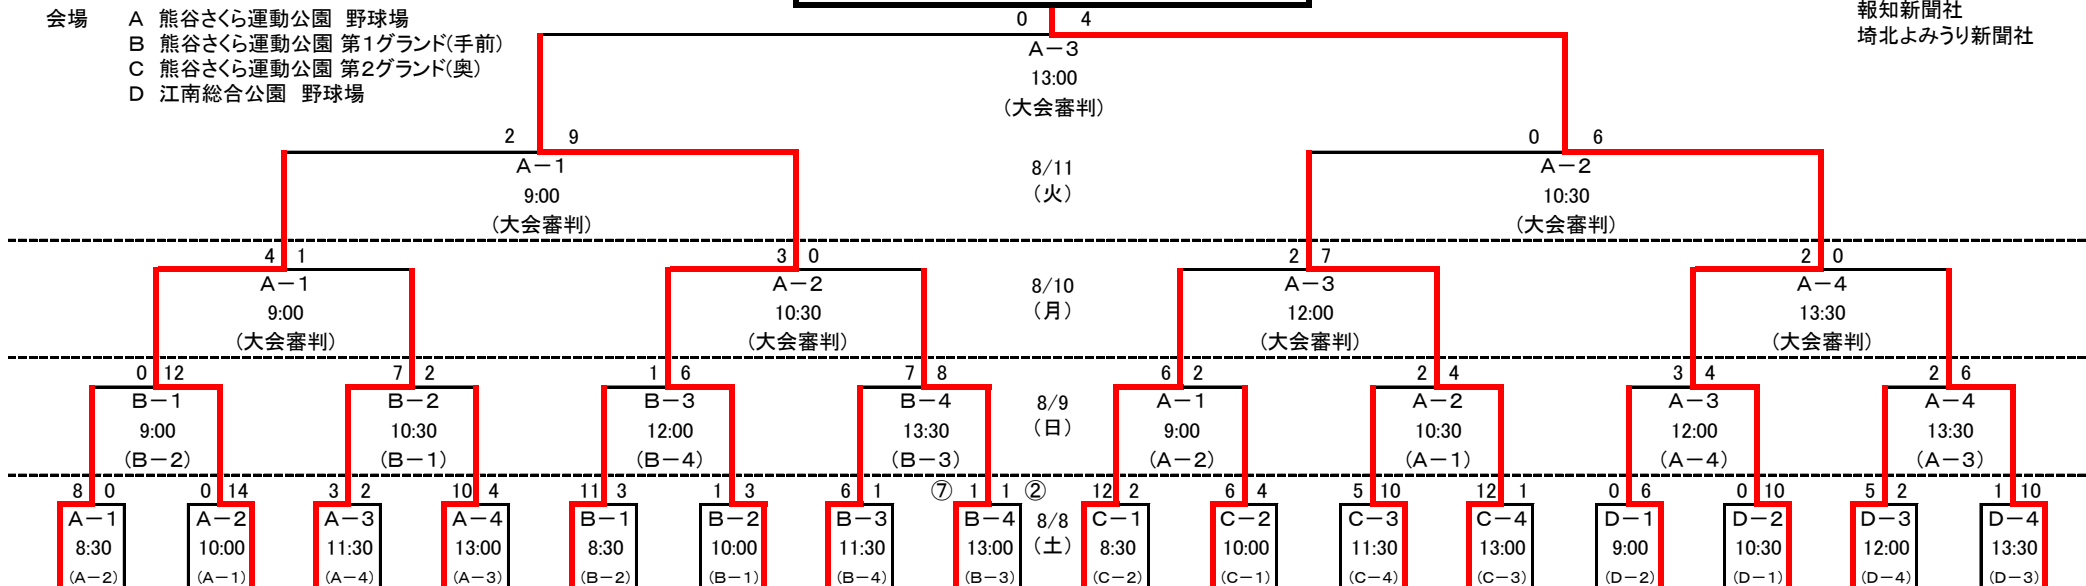 会場 A 熊谷さくら運動公園 野球場
B 熊谷さくら運動公園 第1グランド(手前)
C 熊谷さくら運動公園 第2グランド(奥)
D 江南総合公園 野球場
報知新聞社
埼北よみうり新聞社
0 4
A-3
13:00
(大会審判)
2 9 0 6
A-1 8/11 A-2
9:00 (火) 10:30
(大会審判) (大会審判)
4 1 3 0 2 7 2 0
A-1 A-2 8/10 A-3 A-4
9:00 10:30 (月) 12:00 13:30
(大会審判) (大会審判) (大会審判) (大会審判)
0 12 7 2 1 6 7 8 6 2 2 4 3 4 2 6
B-1 B-2 B-3 B-4 8/9 A-1 A-2 A-3 A-4
9:00 10:30 12:00 13:30 (日) 9:00 10:30 12:00 13:30
(B-2) (B-1) (B-4) (B-3) (A-2) (A-1) (A-4) (A-3)
8 0 0 14 3 2 10 4 11 3 1 3 6 1 ⑦ 1 1 ② 12 2 6 4 5 10 12 1 0 6 0 10 5 2 1 10
A-1 A-2 A-3 A-4 B-1 B-2 B-3 B-4 8/8 C-1 C-2 C-3 C-4 D-1 D-2 D-3 D-4
8:30 10:00 11:30 13:00 8:30 10:00 11:30 13:00 (土) 8:30 10:00 11:30 13:00 9:00 10:30 12:00 13:30
(A-2) (A-1) (A-4) (A-3) (B-2) (B-1) (B-4) (B-3) (C-2) (C-1) (C-4) (C-3) (D-2) (D-1) (D-4) (D-3)